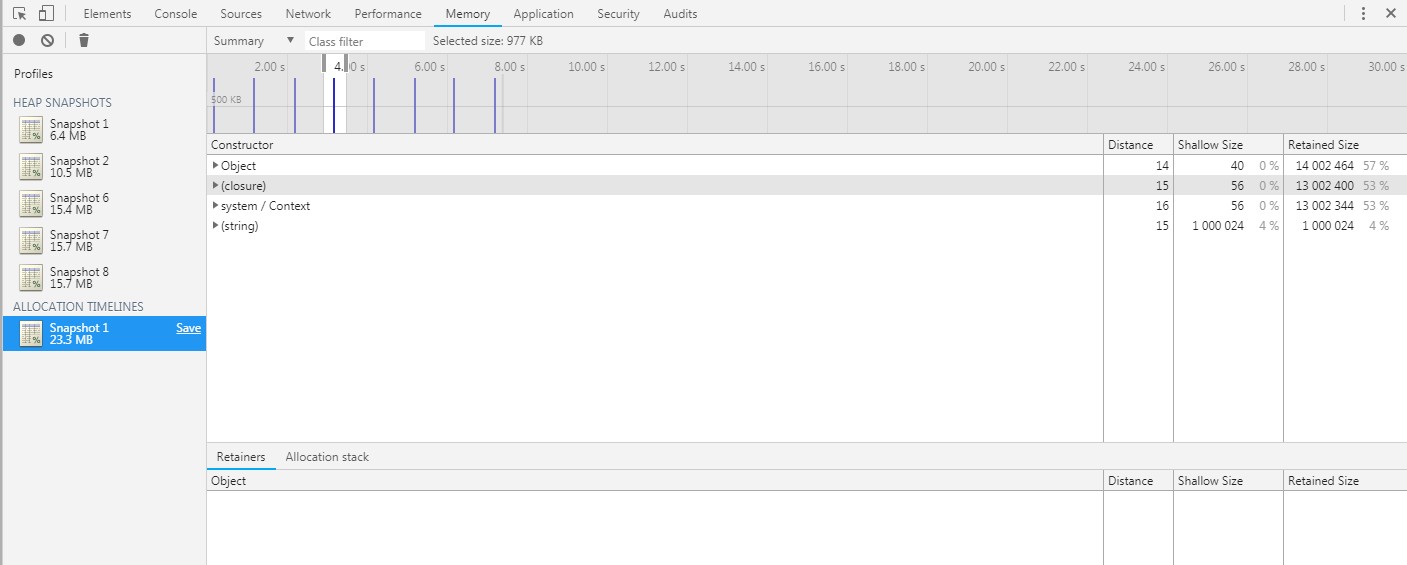 Elements Console Sources Network Performance Memory Application Security Audits
Summary Class filter Selected size: 977 KB
Profiles
HEAP SNAPSHOTS
Snapshot 1
6.4 MB
Snapshot 2
10.5 MB
Snapshot 6
15.4 MB
Snapshot 7
15.7 MB
Snapshot 8
15.7 MB
ALLOCATION TIMELINES
Snapshot 1 Save
23.3 MB
2.00 s 4.00 s 6.00 s 8.00 s 10.00 s 12.00 s 14.00 s 16.00 s 18.00 s 20.00 s 22.00 s 24.00 s 26.00 s 28.00 s 30.00 s
500 KB
Constructor Distance Shallow Size Retained Size
Object 14 40 0 % 14 002 464 57 %
(closure) 15 56 0 % 13 002 400 53 %
system / Context 16 56 0 % 13 002 344 53 %
(string) 15 1 000 024 4 % 1 000 024 4 %
Retainers Allocation stack
Object Distance Shallow Size Retained Size